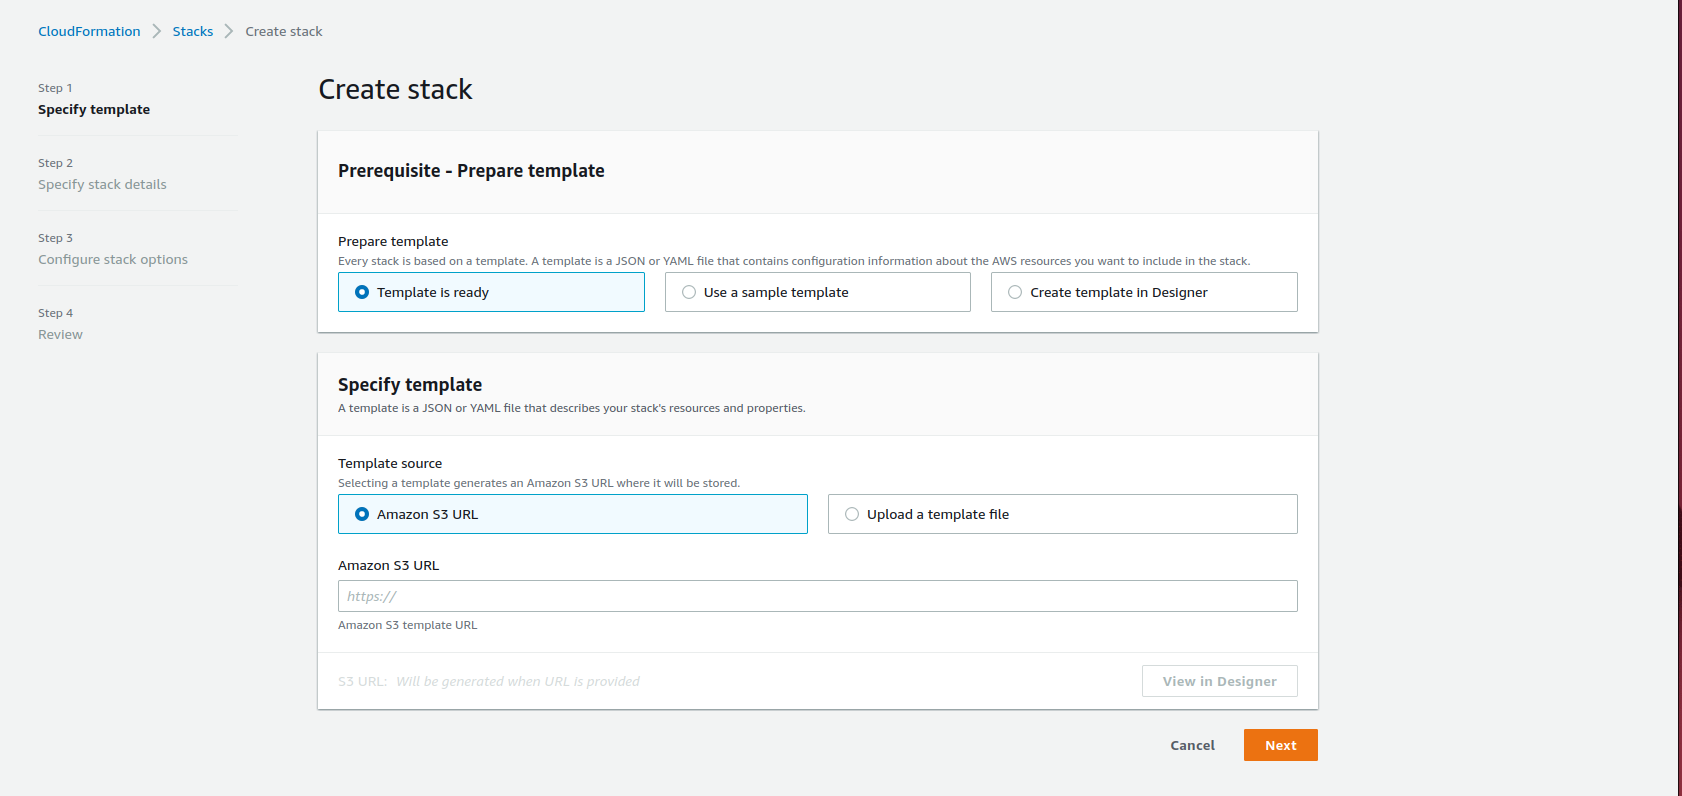 CloudFormation > Stacks > Create stack
Step 1
Specify template
Step 2
Specify stack details
Step 3
Configure stack options
Step 4
Review
Create stack
Prerequisite - Prepare template
Prepare template
Every stack is based on a template. A template is a JSON or YAML file that contains configuration information about the AWS resources you want to include in the stack.
Template is ready
Use a sample template
Create template in Designer
Specify template
A template is a JSON or YAML file that describes your stack's resources and properties.
Template source
Selecting a template generates an Amazon S3 URL where it will be stored.
Amazon S3 URL
Upload a template file
Amazon S3 URL
https://
Amazon S3 template URL
S3 URL: Will be generated when URL is provided
View in Designer
Cancel
Next